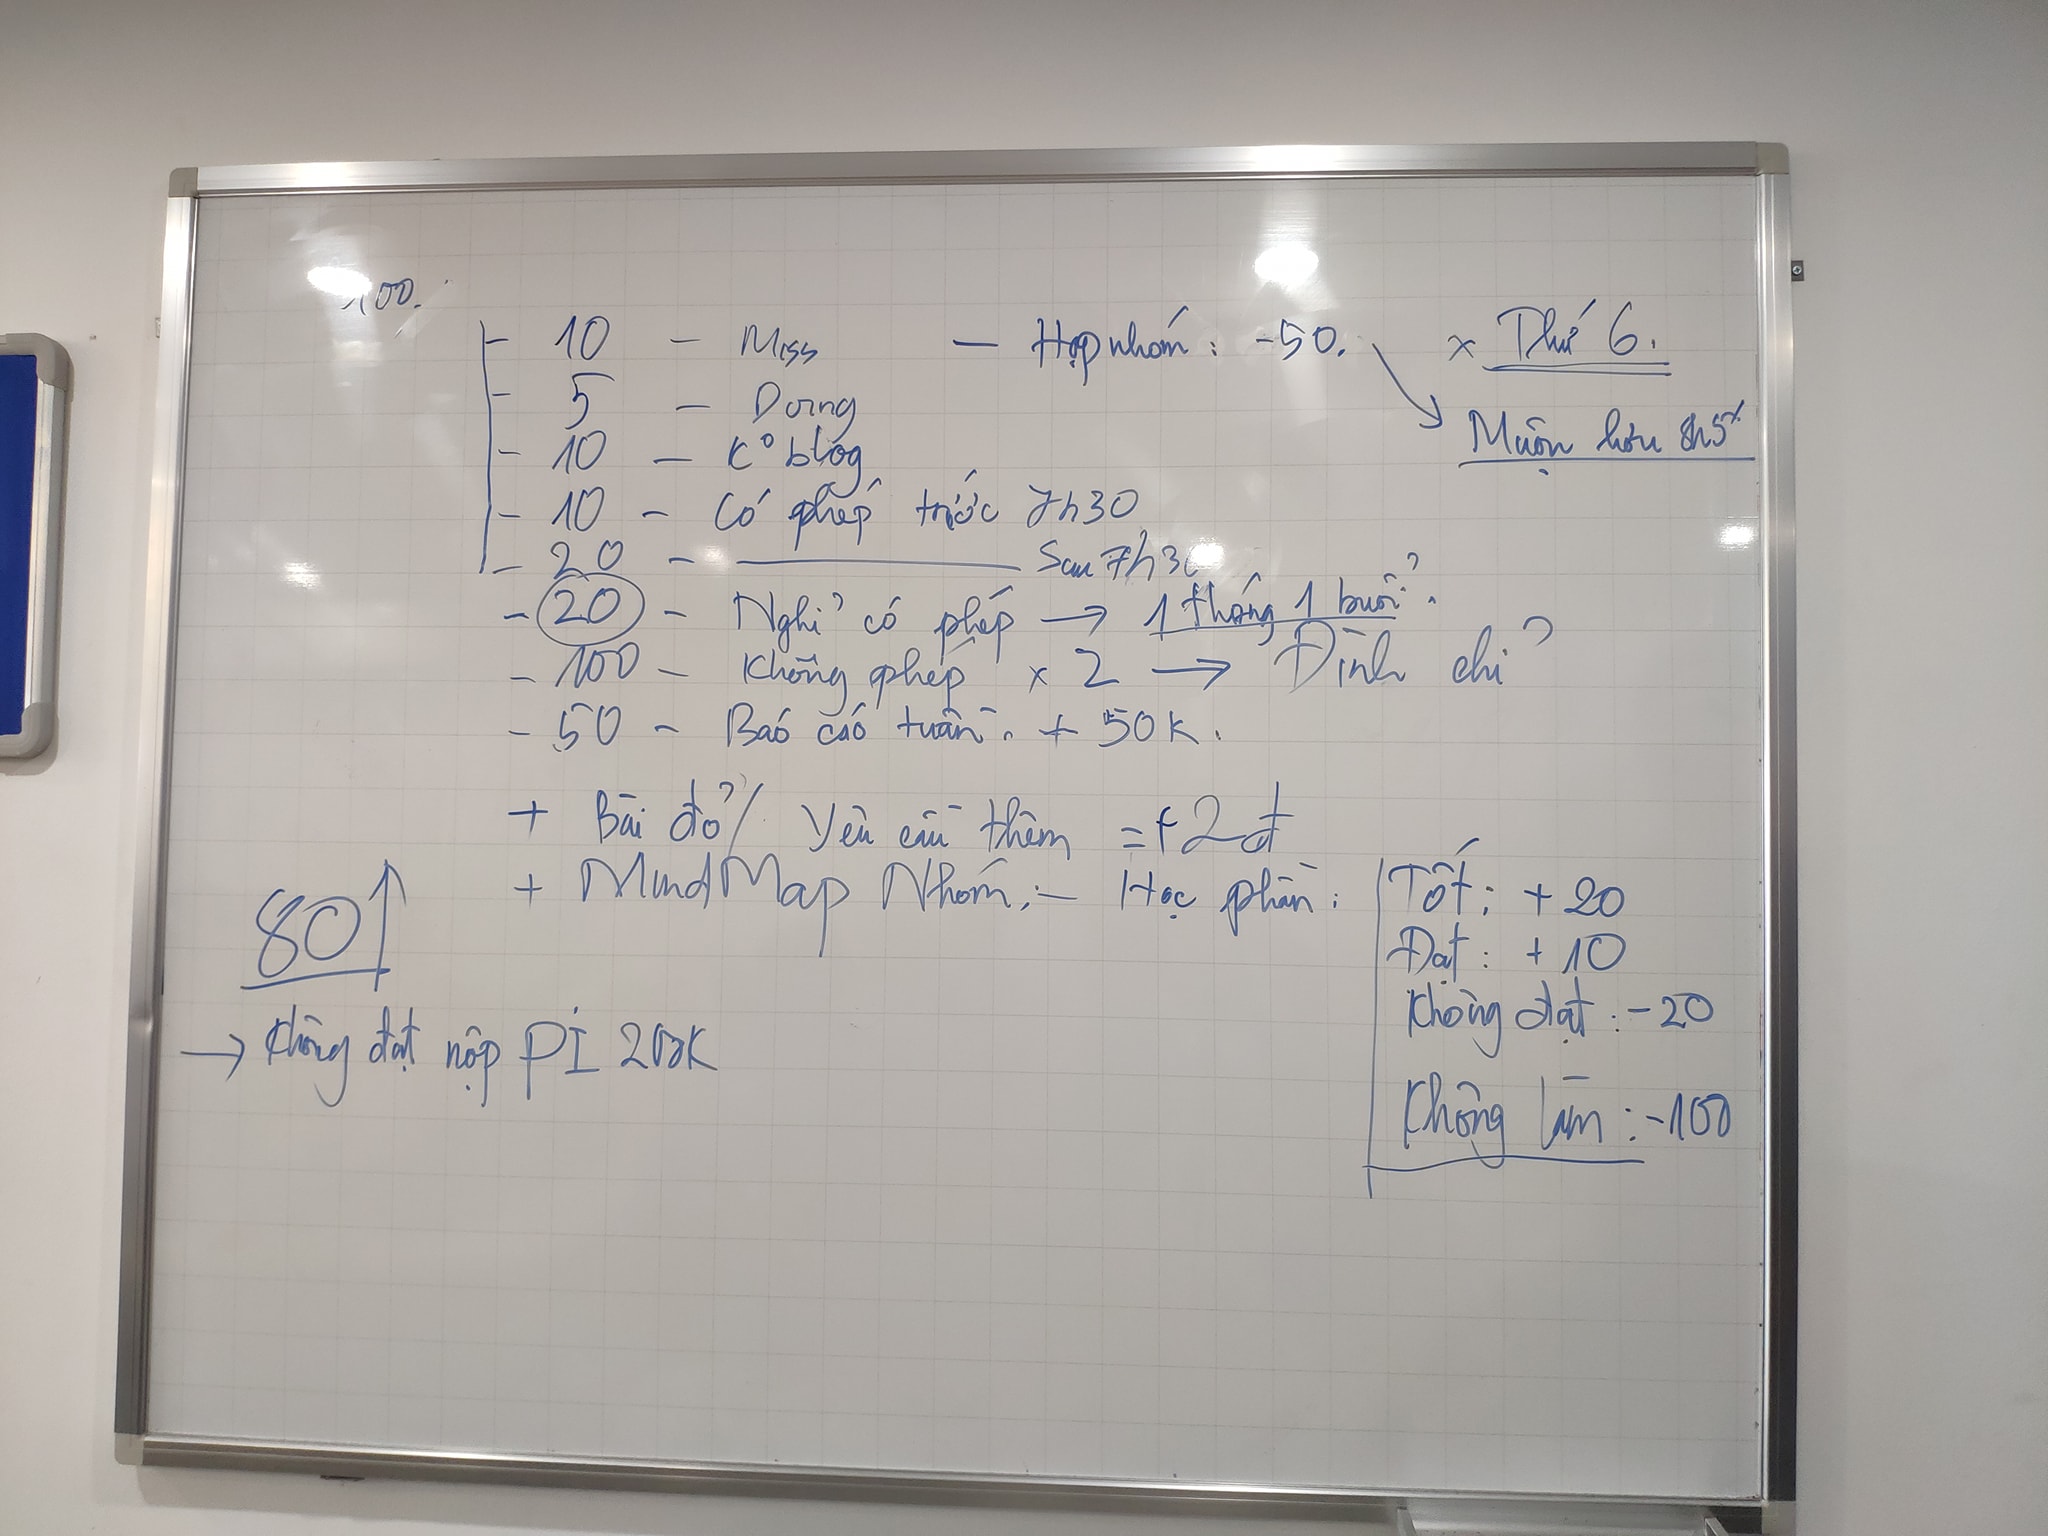 100.
- 10 - Miss - Họp nhóm: -50. x Thứ 6.
- 5 - Doing
Muộn hơn 8h5
- 10 - K° blog
- 10 - Có phép trước 7h30
- 20 - Sau 7h30
- 20 - Nghỉ có phép → 1 tháng 1 buổi.
- 100 - Không phép x 2 → Đình chỉ
- 50 - Báo cáo tuần. + 50K.
+ Bài đỏ / Yêu cầu thêm = +2đ
+ MindMap Nhóm: - Học phần: Tốt: + 20
80↑
Đạt: + 10
Không đạt: -20
→ Không đạt nộp PI 200K
Không làm: -100